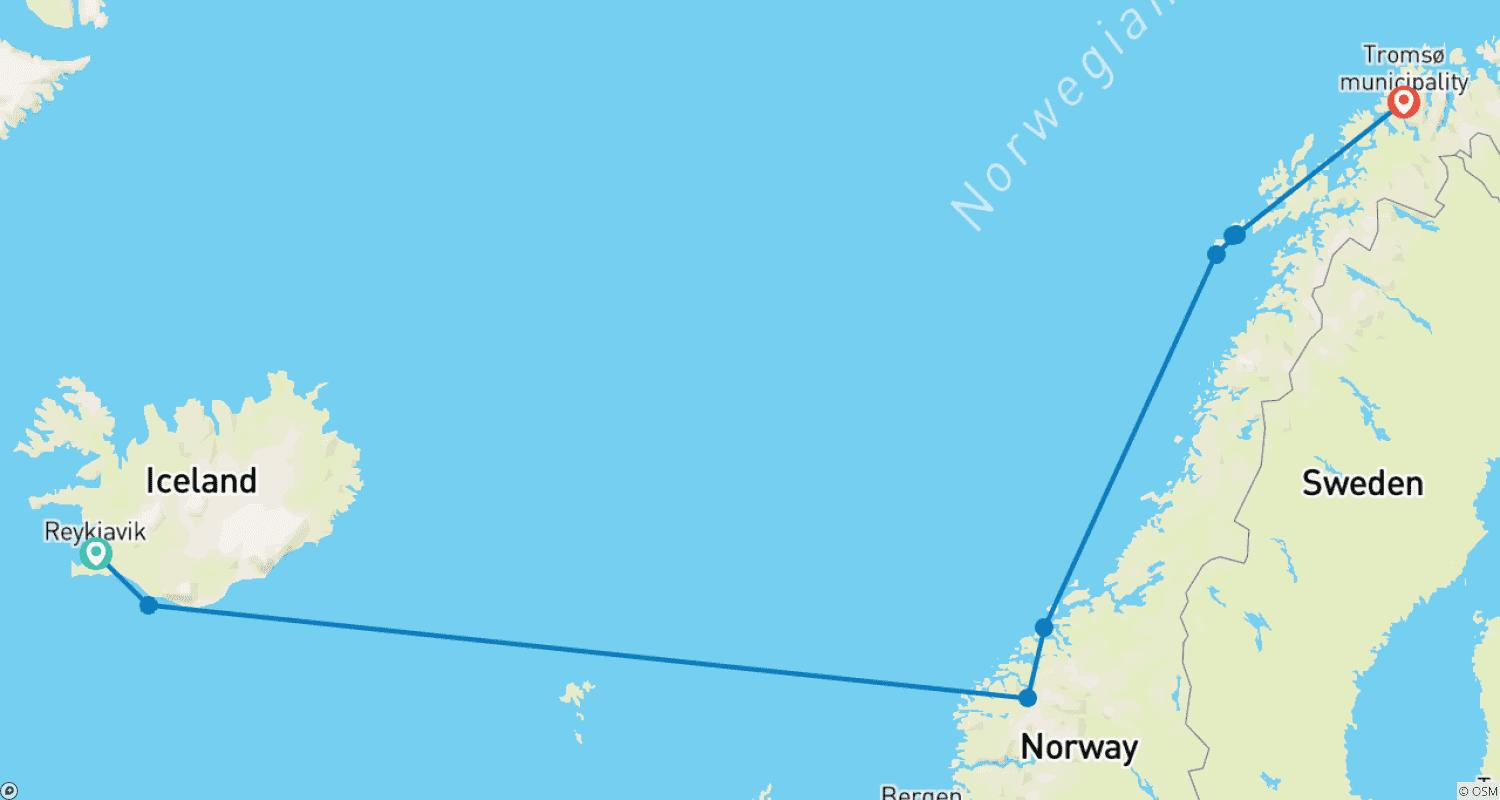 Norwegian
Tromsø
municipality
Iceland
Reykjavik
Sweden
Norway
Bergen
© OSM